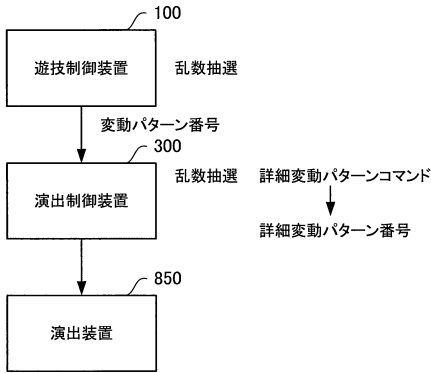 100
遊技制御装置 乱数抽選
変動パターン番号
300
演出制御装置 乱数抽選 詳細変動パターンコマンド
詳細変動パターン番号
850
演出装置